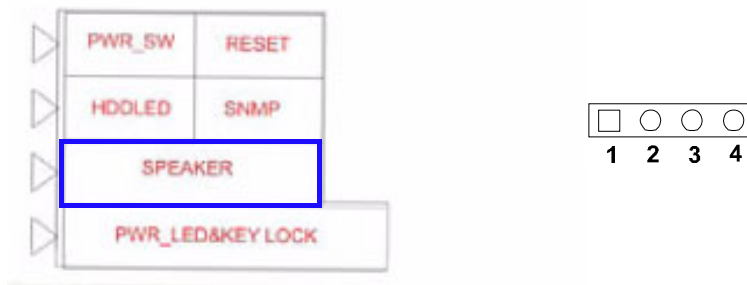 PWR_SW RESET
HDDLED SNMP
SPEAKER
PWR_LED&KEY LOCK
1 2 3 4